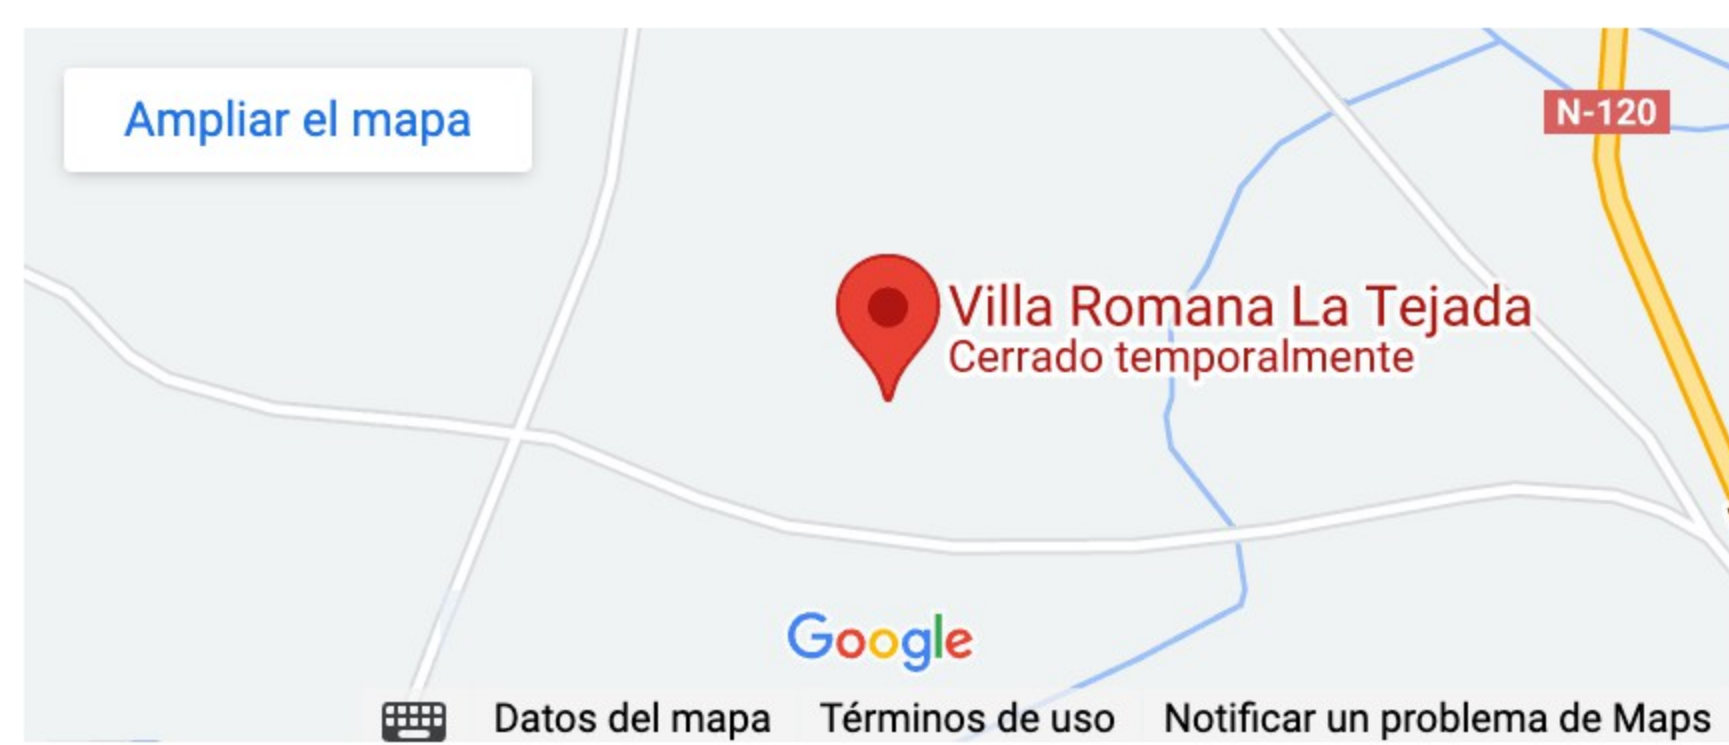 Ampliar el mapa
N-120
Villa Romana La Tejada
Cerrado temporalmente
Google
Datos del mapa Términos de uso Notificar un problema de Maps